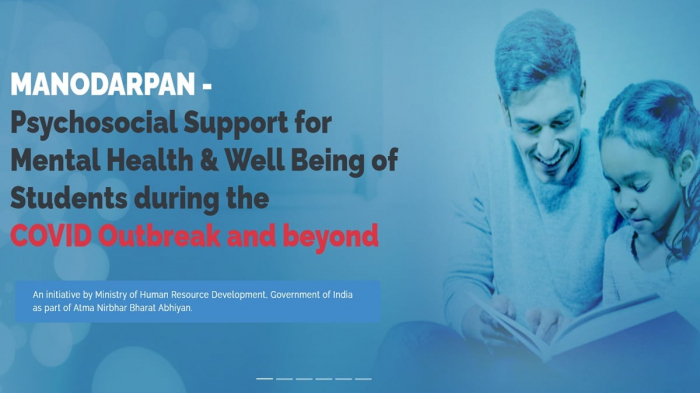 MANODARPAN -
Psychosocial Support for
Mental Health & Well Being of
Students during the
COVID Outbreak and beyond
An initiative by Ministry of Human Resource Development, Government of India
as part of Atma Nirbhar Bharat Abhiyan.